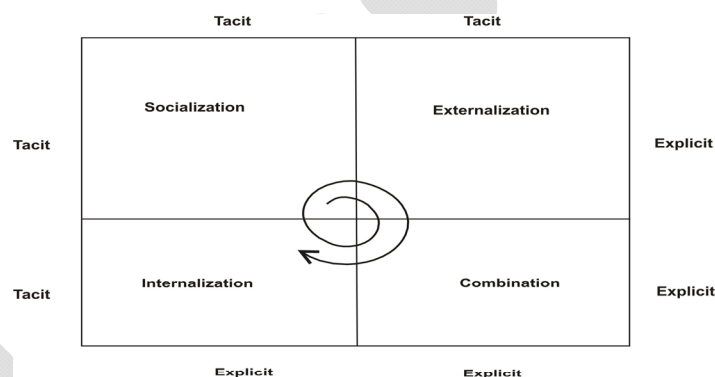 Tacit Tacit
Socialization Externalization
Tacit Explicit
Internalization Combination
Tacit Explicit
Explicit Explicit